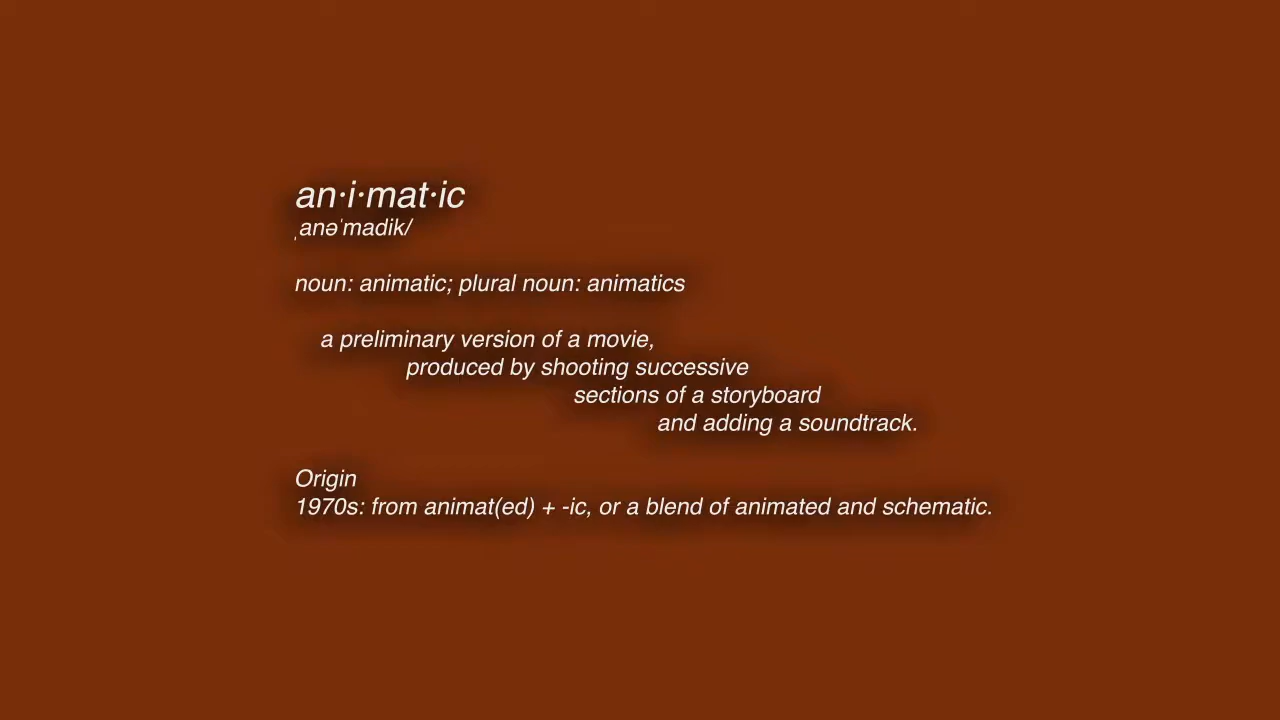 an·i·mat·ic
ˌanəˈmadik/
noun: animatic; plural noun: animatics
a preliminary version of a movie,
produced by shooting successive
sections of a storyboard
and adding a soundtrack.
Origin
1970s: from animat(ed) + -ic, or a blend of animated and schematic.